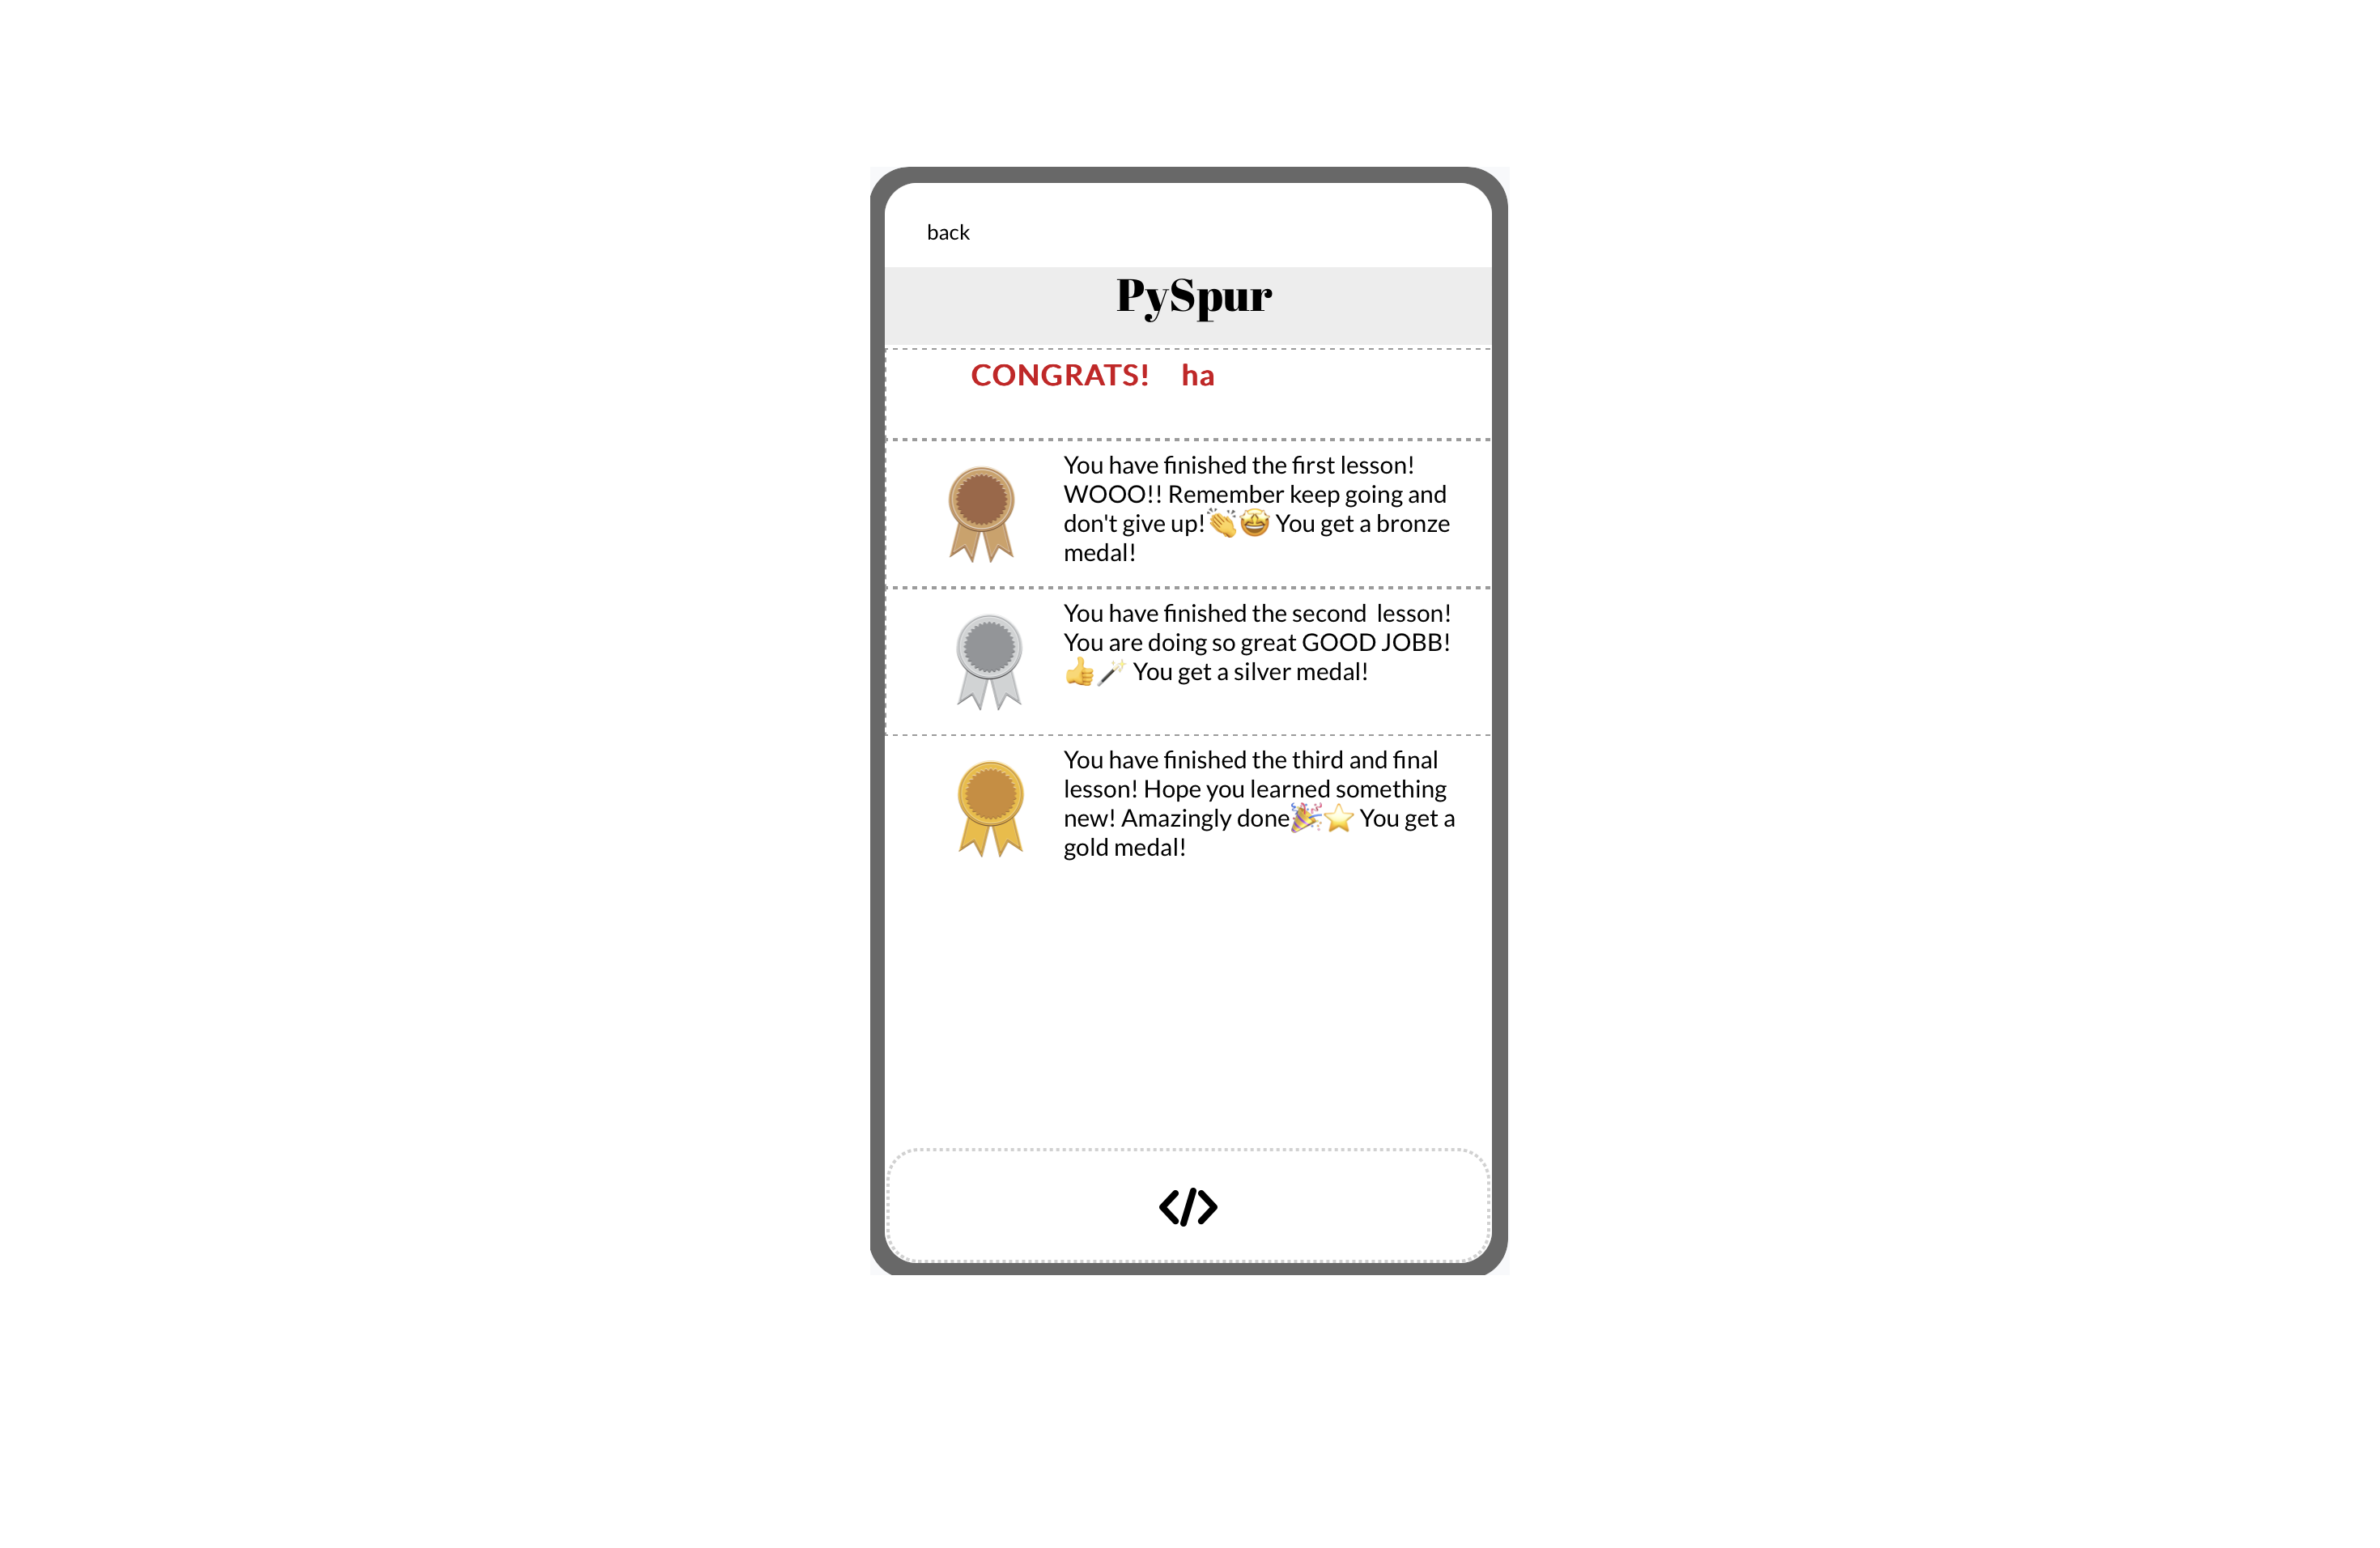 back
PySpur
CONGRATS! ha
You have finished the first lesson!
WOOO!! Remember keep going and
don't give up!👏🤩 You get a bronze
medal!
You have finished the second  lesson!
You are doing so great GOOD JOBB!
👍🪄 You get a silver medal!
You have finished the third and final
lesson! Hope you learned something
new! Amazingly done🎉⭐ You get a
gold medal!